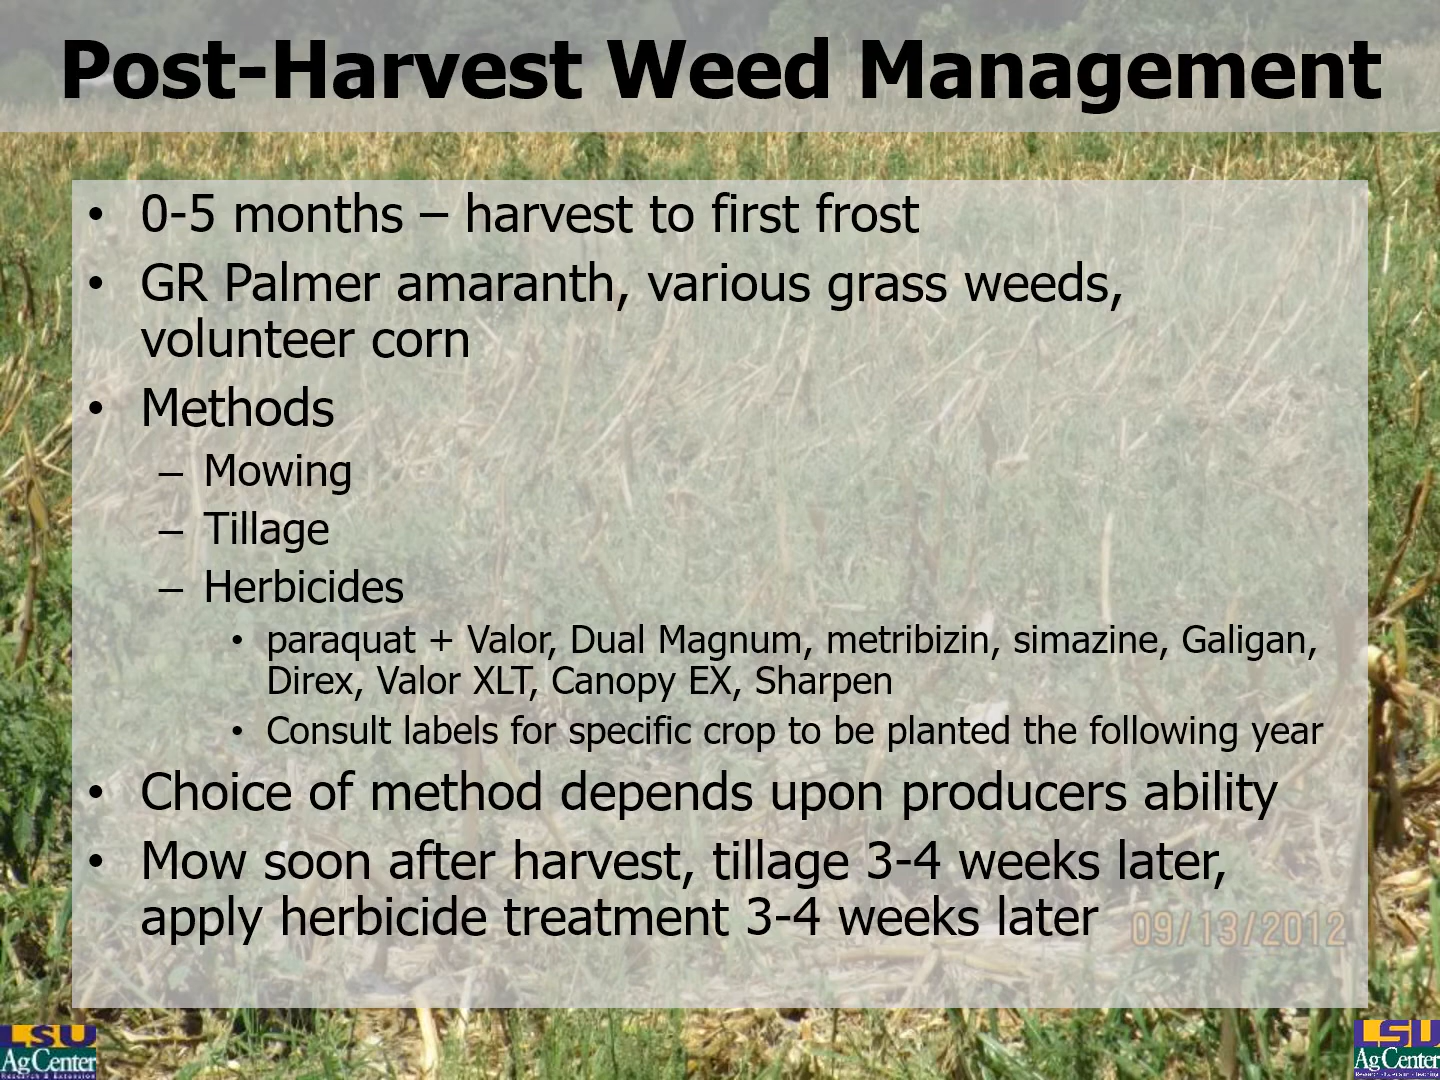 Post-Harvest Weed Management
• 0-5 months – harvest to first frost
• GR Palmer amaranth, various grass weeds,
volunteer corn
• Methods
– Mowing
– Tillage
– Herbicides
• paraquat + Valor, Dual Magnum, metribizin, simazine, Galigan,
Direx, Valor XLT, Canopy EX, Sharpen
• Consult labels for specific crop to be planted the following year
• Choice of method depends upon producers ability
• Mow soon after harvest, tillage 3-4 weeks later,
apply herbicide treatment 3-4 weeks later
09/13/2012
LSU
AgCenter
Research & Extension
LSU
AgCenter